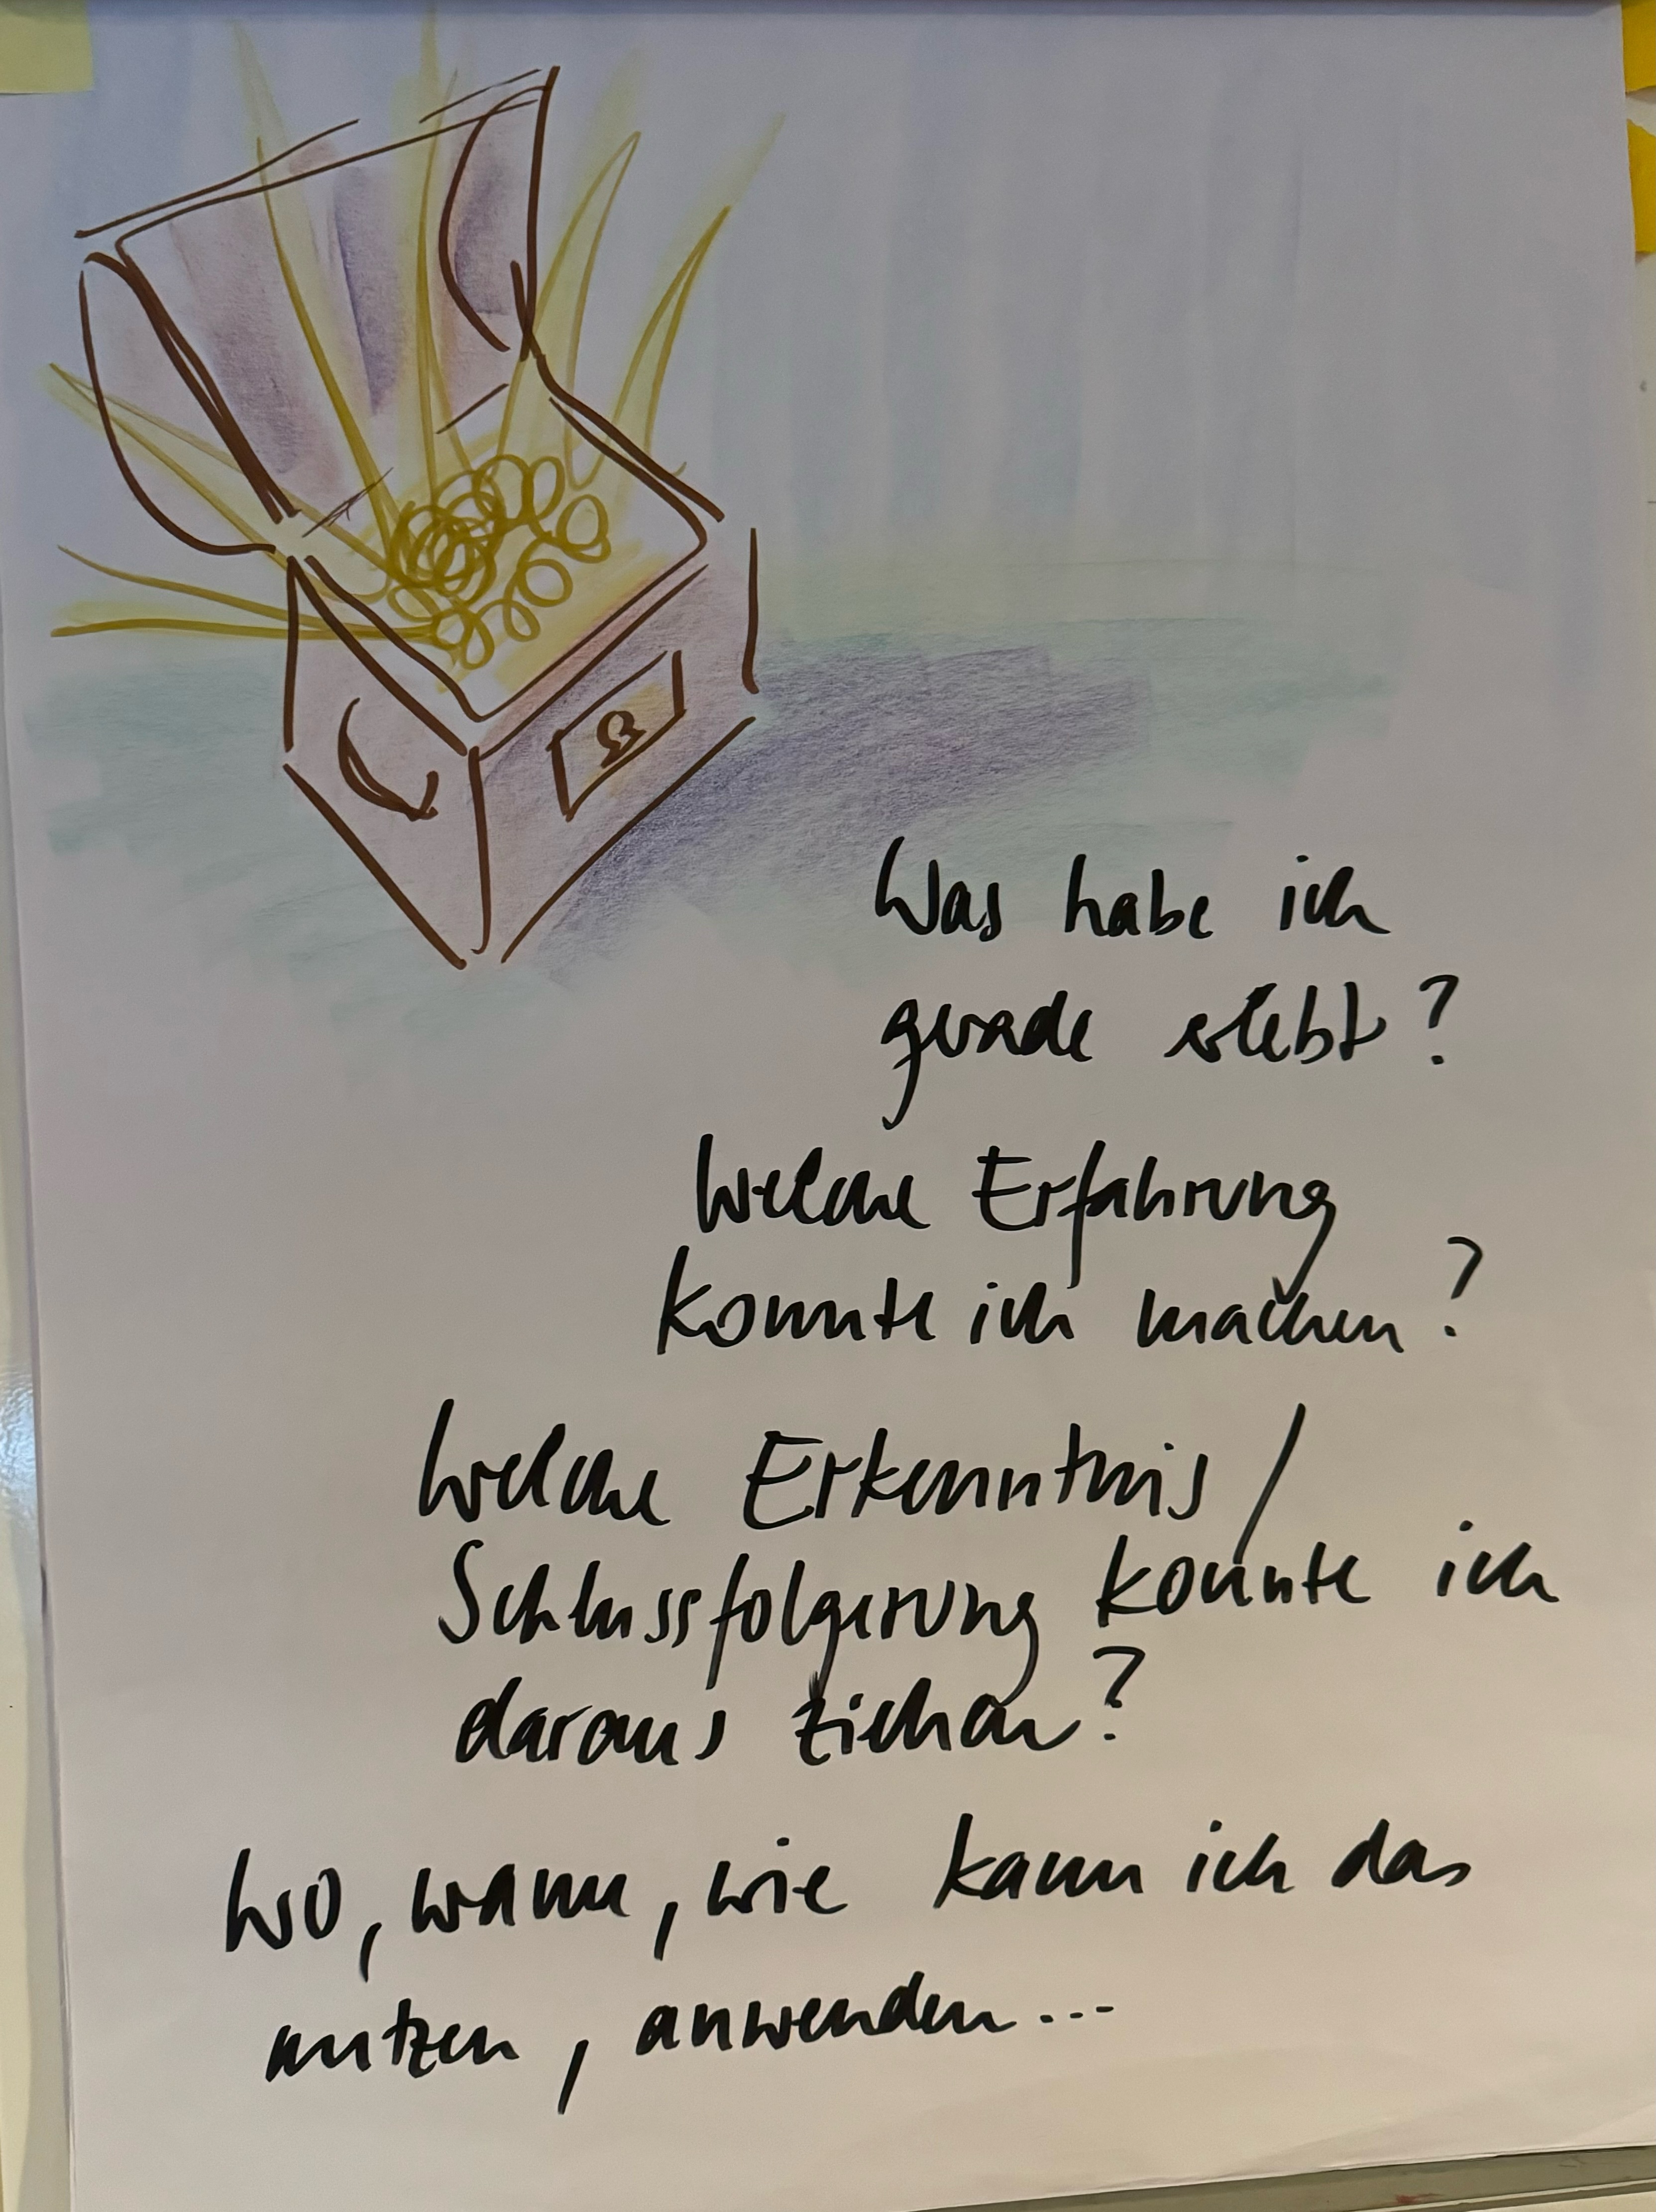 Was habe ich
gerade erlebt?
Welche Erfahrung
konnte ich machen?
Welche Erkenntnis/
Schlussfolgerung konnte ich
daraus ziehen?
Wo, wann, wie kann ich das
nutzen, anwenden...